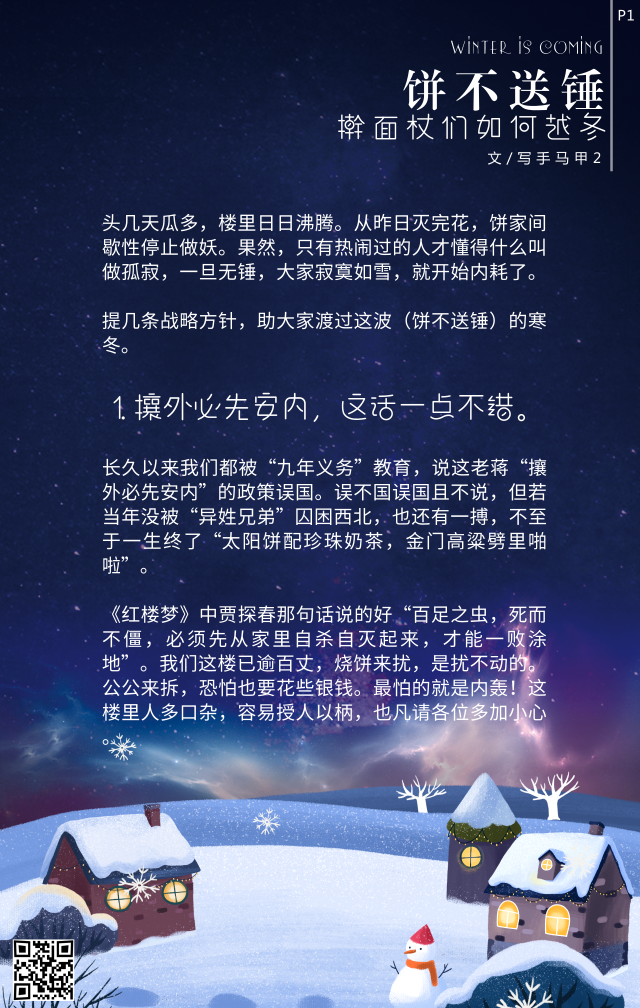 P1
WINTER IS COMING
饼不送锤
擀面杖们如何越冬
文/写手马甲2
头几天瓜多，楼里日日沸腾。从昨日灭完花，饼家间
歇性停止做妖。果然，只有热闹过的人才懂得什么叫
做孤寂，一旦无锤，大家寂寞如雪，就开始内耗了。
提几条战略方针，助大家渡过这波（饼不送锤）的寒
冬。
1.攘外必先安内，这话一点不错。
长久以来我们都被“九年义务”教育，说这老蒋“攘
外必先安内”的政策误国。误不国误国且不说，但若
当年没被“异姓兄弟”囚困西北，也还有一搏，不至
于一生终了“太阳饼配珍珠奶茶，金门高粱劈里啪
啦”。
《红楼梦》中贾探春那句话说的好“百足之虫，死而
不僵，必须先从家里自杀自灭起来，才能一败涂
地”。我们这楼已逾百丈，烧饼来扰，是扰不动的。
公公来拆，恐怕也要花些银钱。最怕的就是内轰！这
楼里人多口杂，容易授人以柄，也凡请各位多加小心
。